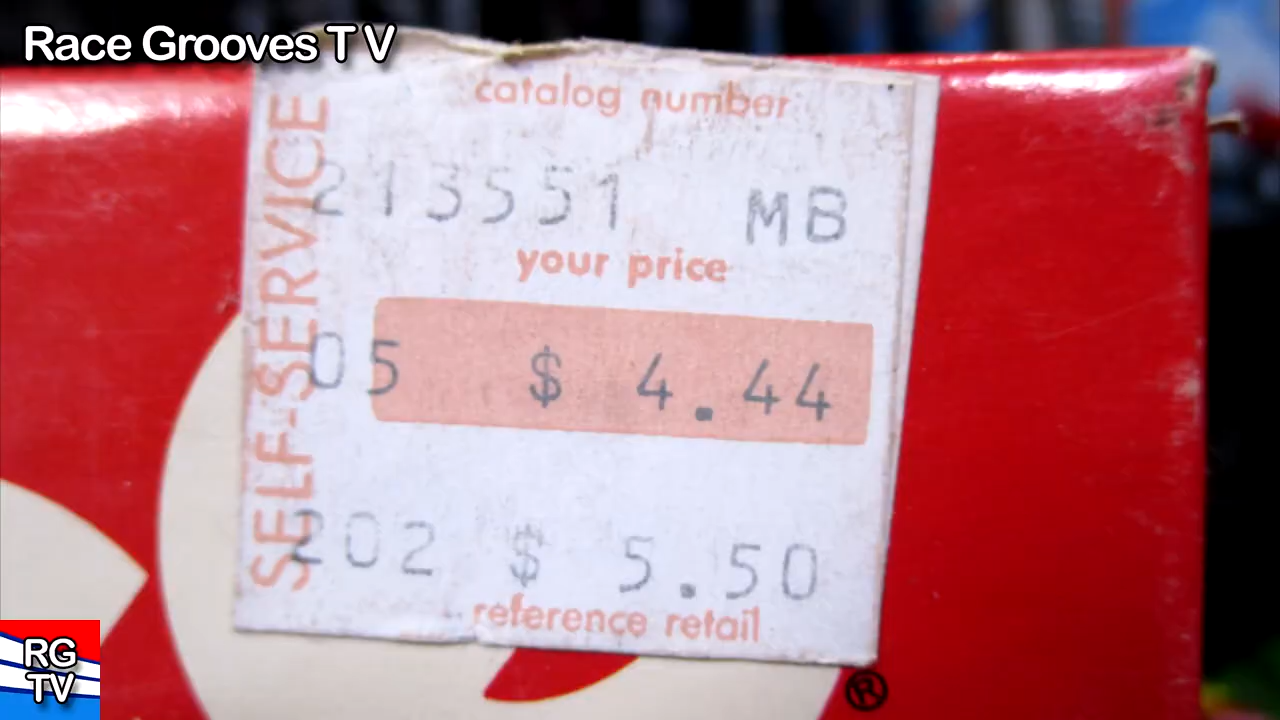 Race Grooves TV
catalog number
213551 MB
SELF-SERVICE
your price
05 $ 4.44
202 $ 5.50
reference retail
®
RG
TV